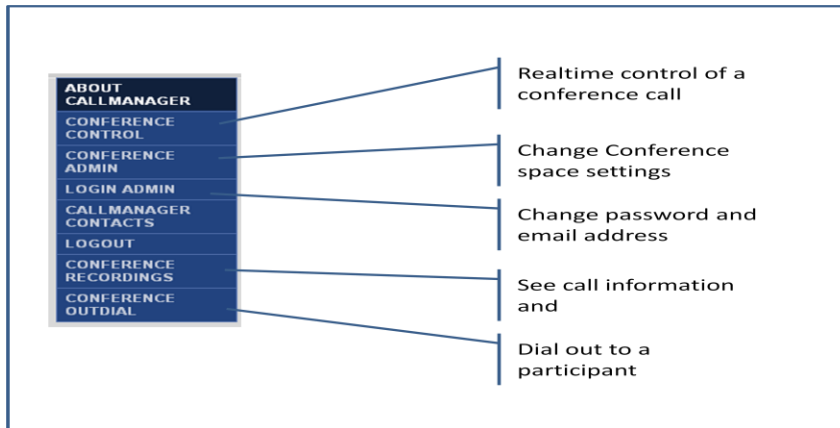 ABOUT
CALLMANAGER
CONFERENCE
CONTROL
CONFERENCE
ADMIN
LOGIN ADMIN
CALLMANAGER
CONTACTS
LOGOUT
CONFERENCE
RECORDINGS
CONFERENCE
OUTDIAL
Realtime control of a
conference call
Change Conference
space settings
Change password and
email address
See call information
and
Dial out to a
participant